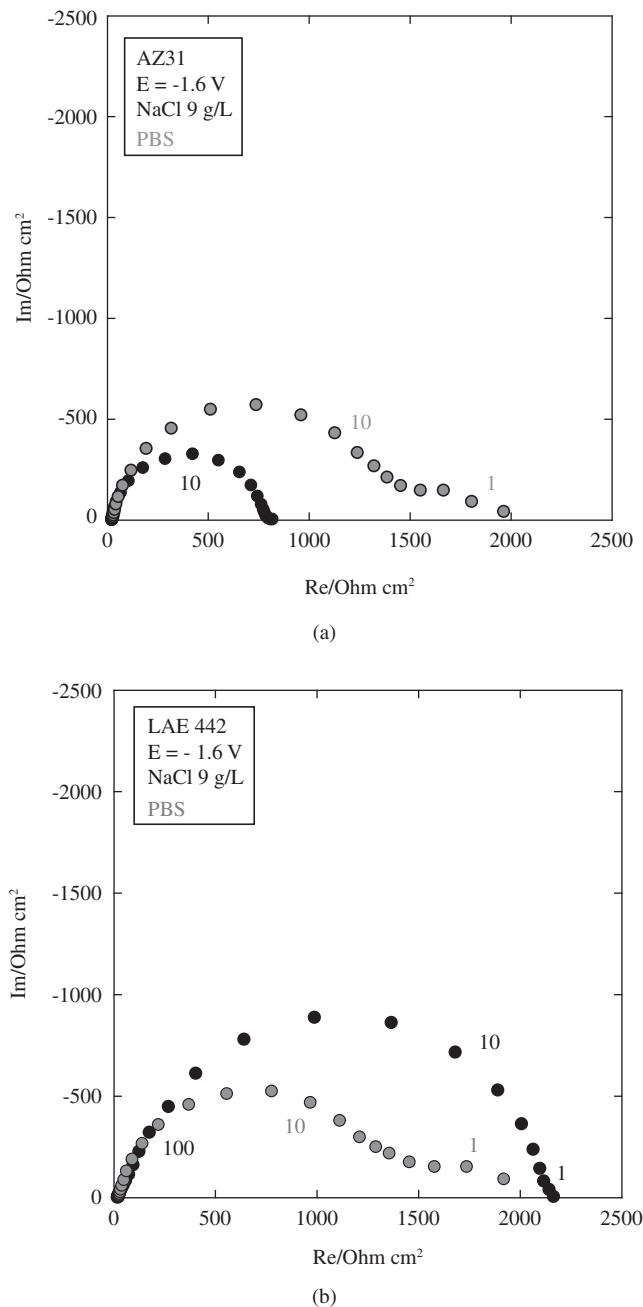 -2500
AZ31
E = -1.6 V
NaCl 9 g/L
PBS
-2000
-1500
Im/Ohm cm²
-1000
-500
10
10
1
0
0
500
1000
1500
2000
2500
Re/Ohm cm²
(a)
-2500
LAE 442
E = - 1.6 V
NaCl 9 g/L
PBS
-2000
-1500
Im/Ohm cm²
-1000
10
-500
10
100
1
1
0
0
500
1000
1500
2000
2500
Re/Ohm cm²
(b)